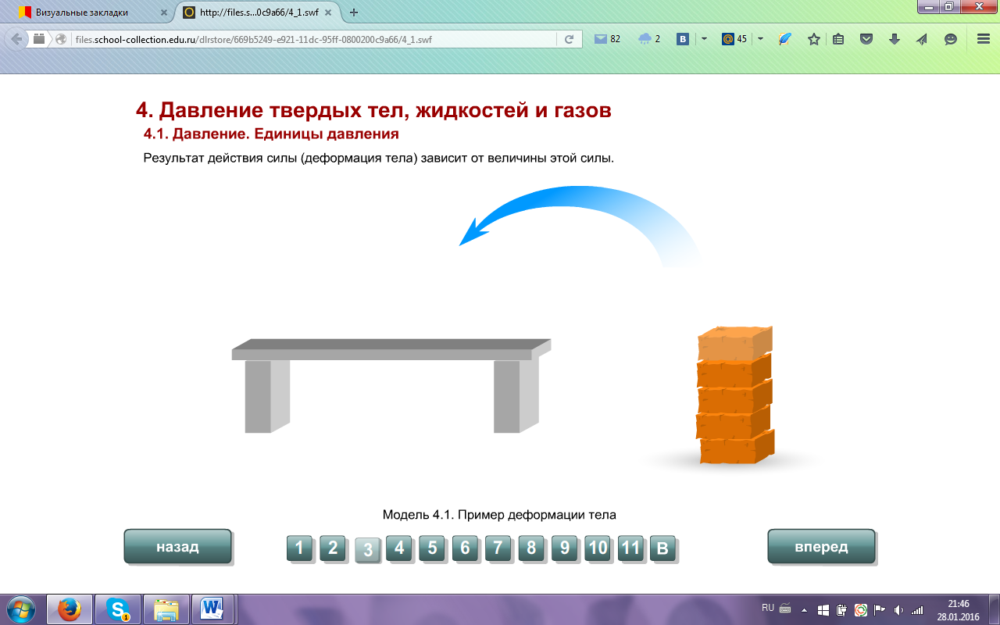 Визуальные закладки
http://files.s...0c9a66/4_1.swf
files.school-collection.edu.ru/dlrstore/669b5249-e921-11dc-95ff-0800200c9a66/4_1.swf
82
2
В
@ 45
4. Давление твердых тел, жидкостей и газов
4.1. Давление. Единицы давления
Результат действия силы (деформация тела) зависит от величины этой силы.
Модель 4.1. Пример деформации тела
назад
1 2 3 4 5 6 7 8 9 10 11 В
вперед
S 1
W
RU
21:46
28.01.2016